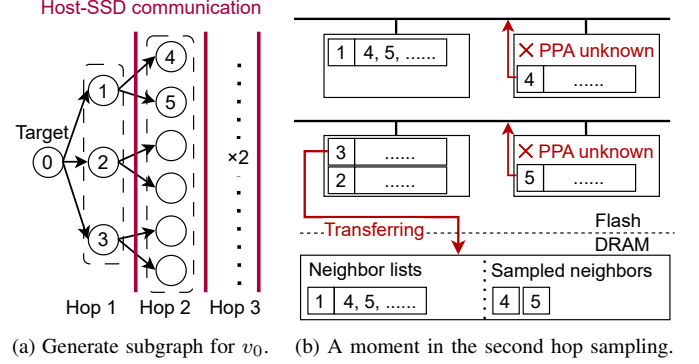 Host-SSD communication
Target
0
1
2
3
4
5
×2
Hop 1
Hop 2
Hop 3
(a) Generate subgraph for v0.
1 4, 5, ......
× PPA unknown
4 ......
3 ......
2 ......
× PPA unknown
5 ......
Transferring
Flash
DRAM
Neighbor lists
Sampled neighbors
1 4, 5, ......
4 5
(b) A moment in the second hop sampling.